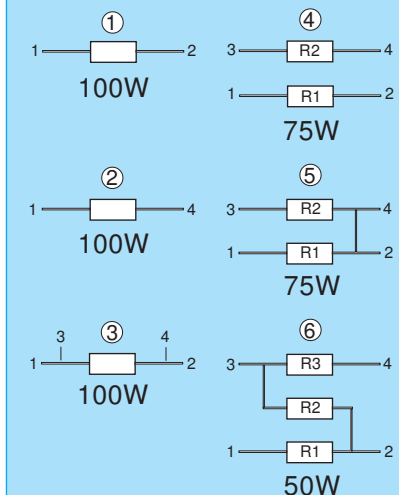 ①
1 2
100W
②
1 4
100W
③
3 4
1 2
100W
④
3 R2 4
1 R1 2
75W
⑤
3 R2 4
1 R1 2
75W
⑥
3 R3 4
R2
1 R1 2
50W